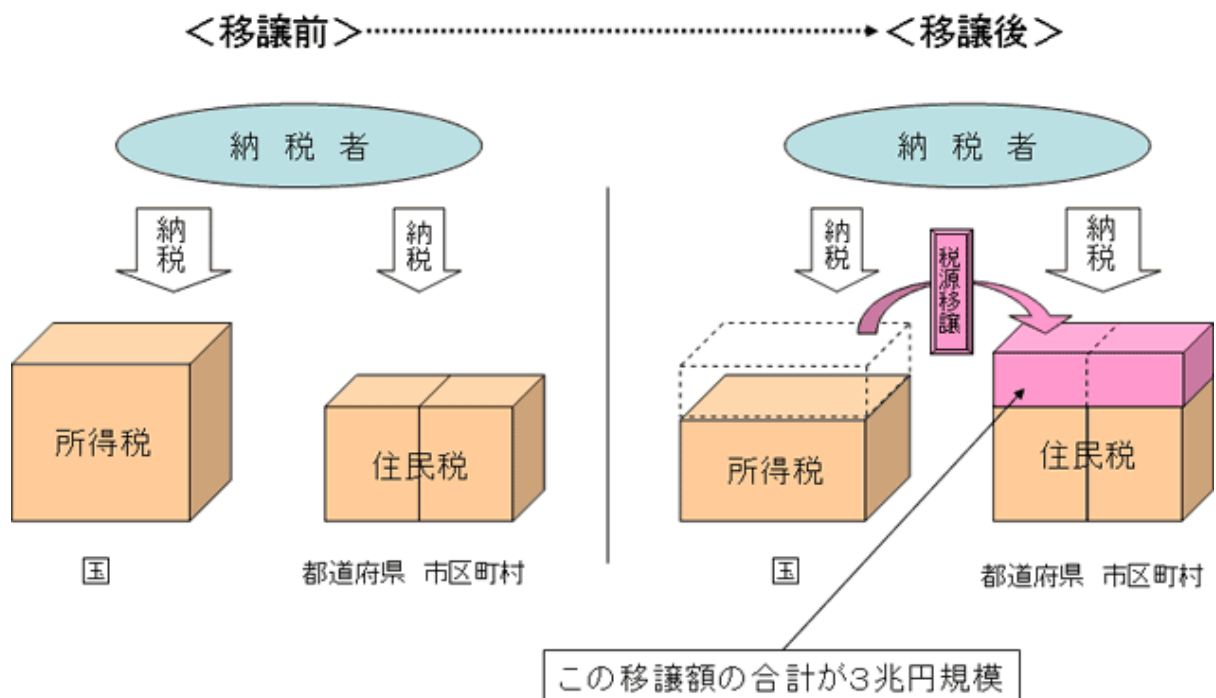 ＜移譲前＞
＜移譲後＞
納税者
納税者
納税
納税
納税
税源移譲
納税
所得税
住民税
所得税
住民税
国
都道府県 市区町村
国
都道府県 市区町村
この移譲額の合計が３兆円規模